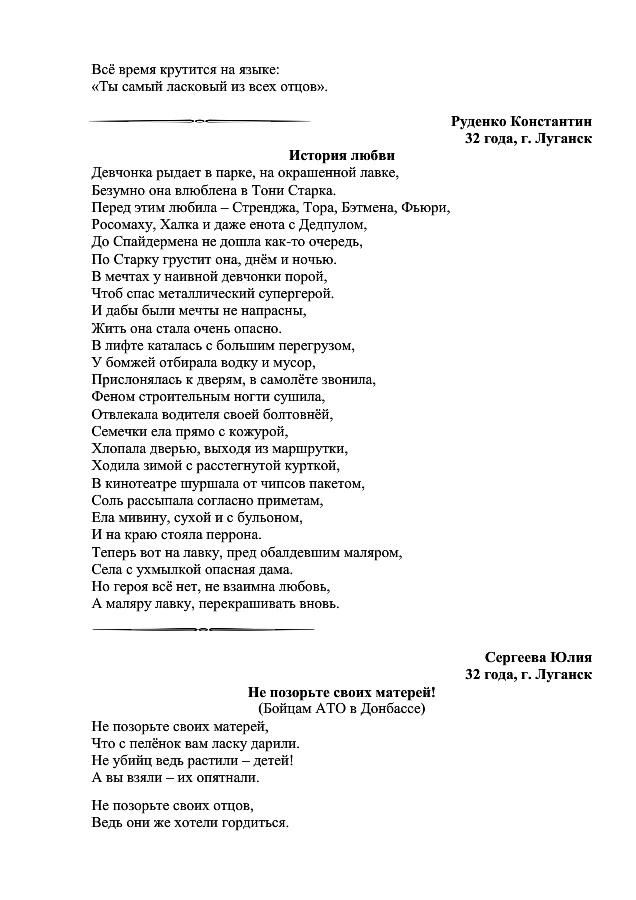 Всё время крутится на языке:
«Ты самый ласковый из всех отцов».
Руденко Константин
32 года, г. Луганск
История любви
Девчонка рыдает в парке, на окрашенной лавке,
Безумно она влюблена в Тони Старка.
Перед этим любила – Стренджа, Тора, Бэтмена, Фьюри,
Росомаху, Халка и даже енота с Дедпулом,
До Спайдермена не дошла как-то очередь,
По Старку грустит она, днём и ночью.
В мечтах у наивной девчонки порой,
Чтоб спас металлический супергерой.
И дабы были мечты не напрасны,
Жить она стала очень опасно.
В лифте каталась с большим перегрузом,
У бомжей отбирала водку и мусор,
Прислонялась к дверям, в самолёте звонила,
Феном строительным ногти сушила,
Отвлекала водителя своей болтовнёй,
Семечки ела прямо с кожурой,
Хлопала дверью, выходя из маршрутки,
Ходила зимой с расстегнутой курткой,
В кинотеатре шуршала от чипсов пакетом,
Соль рассыпала согласно приметам,
Ела мивину, сухой и с бульоном,
И на краю стояла перрона.
Теперь вот на лавку, пред обалдевшим маляром,
Села с ухмылкой опасная дама.
Но героя всё нет, не взаимна любовь,
А маляру лавку, перекрашивать вновь.
Сергеева Юлия
32 года, г. Луганск
Не позорьте своих матерей!
(Бойцам АТО в Донбассе)
Не позорьте своих матерей,
Что с пелёнок вам ласку дарили.
Не убийц ведь растили – детей!
А вы взяли – их опятнали.
Не позорьте своих отцов,
Ведь они же хотели гордиться.